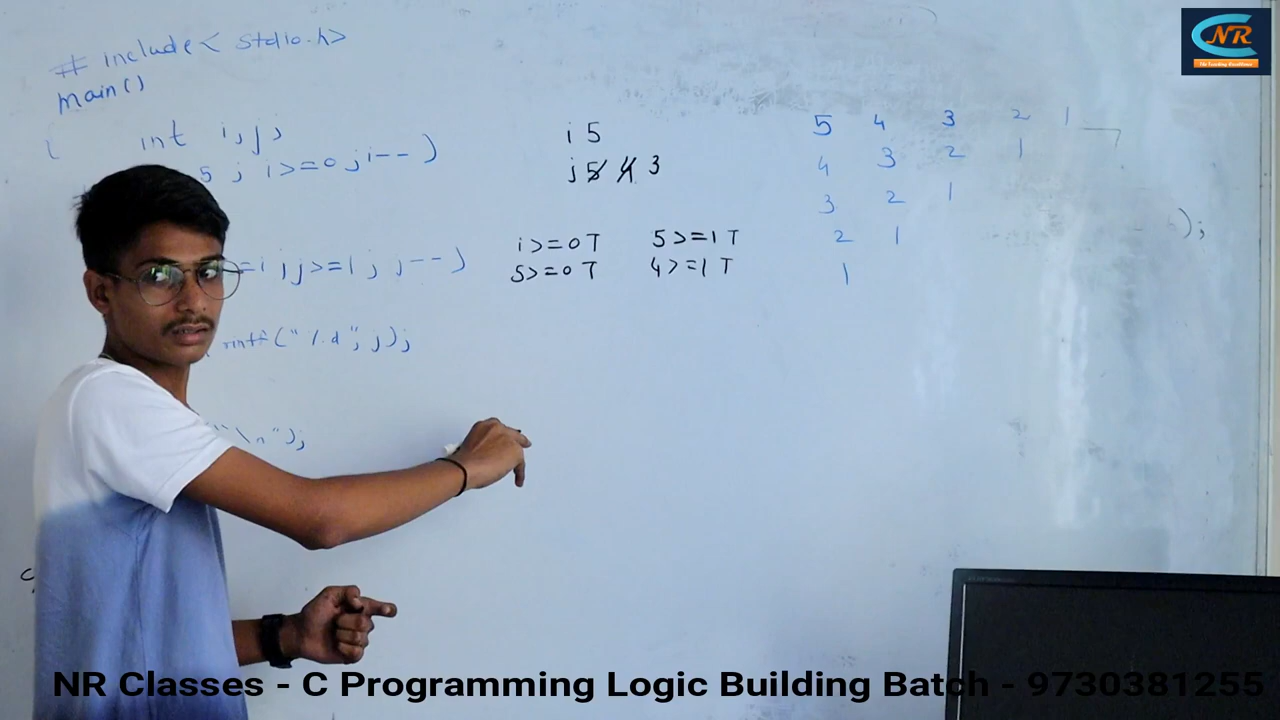 # include< stdio.h>
main()
{ int i,j;
5 ; i>=0 ; i-- )
=i ; j>=1 ; j-- )
intf("%d", j);
"\n");
i 5
j 5 4 3
i>=0 T 5>=1 T
5>=0 T 4>=1 T
5 4 3 2 1
4 3 2 1
3 2 1
2 1
1
);
NR
NR Classes - C Programming Logic Building Batch - 9730381255